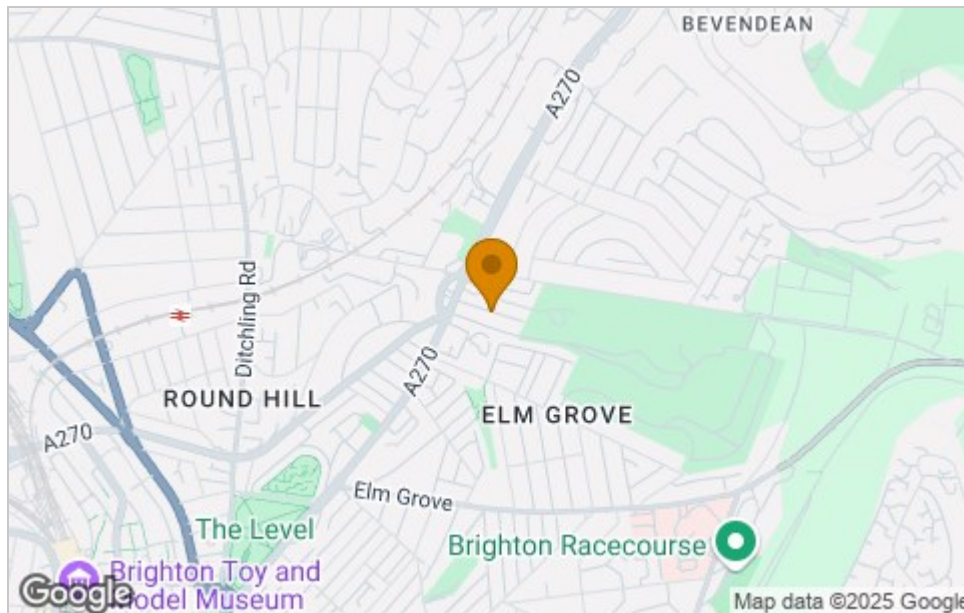 BEVENDEAN
A270
Ditchling Rd
ROUND HILL
A270
ELM GROVE
A270
Elm Grove
The Level
Brighton Racecourse
Brighton Toy and
Model Museum
Google
Map data ©2025 Google